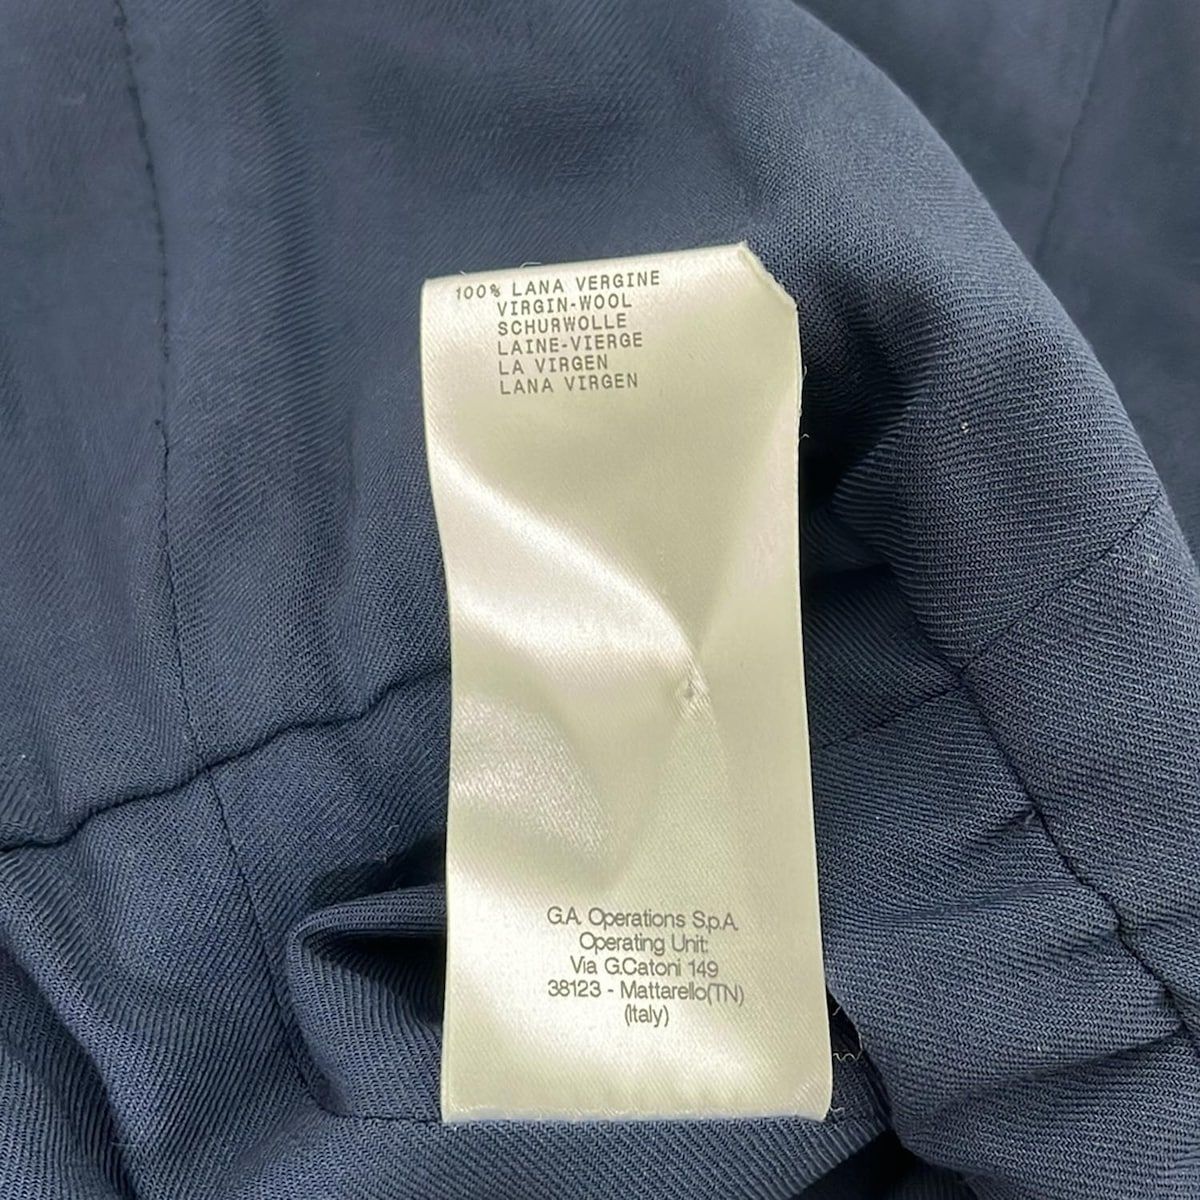 100% LANA VERGINE
VIRGIN-WOOL
SCHURWOLLE
LAINE-VIERGE
LA VIRGEN
LANA VIRGEN
G.A. Operations S.p.A.
Operating Unit:
Via G.Catoni 149
38123 - Mattarello(TN)
(Italy)